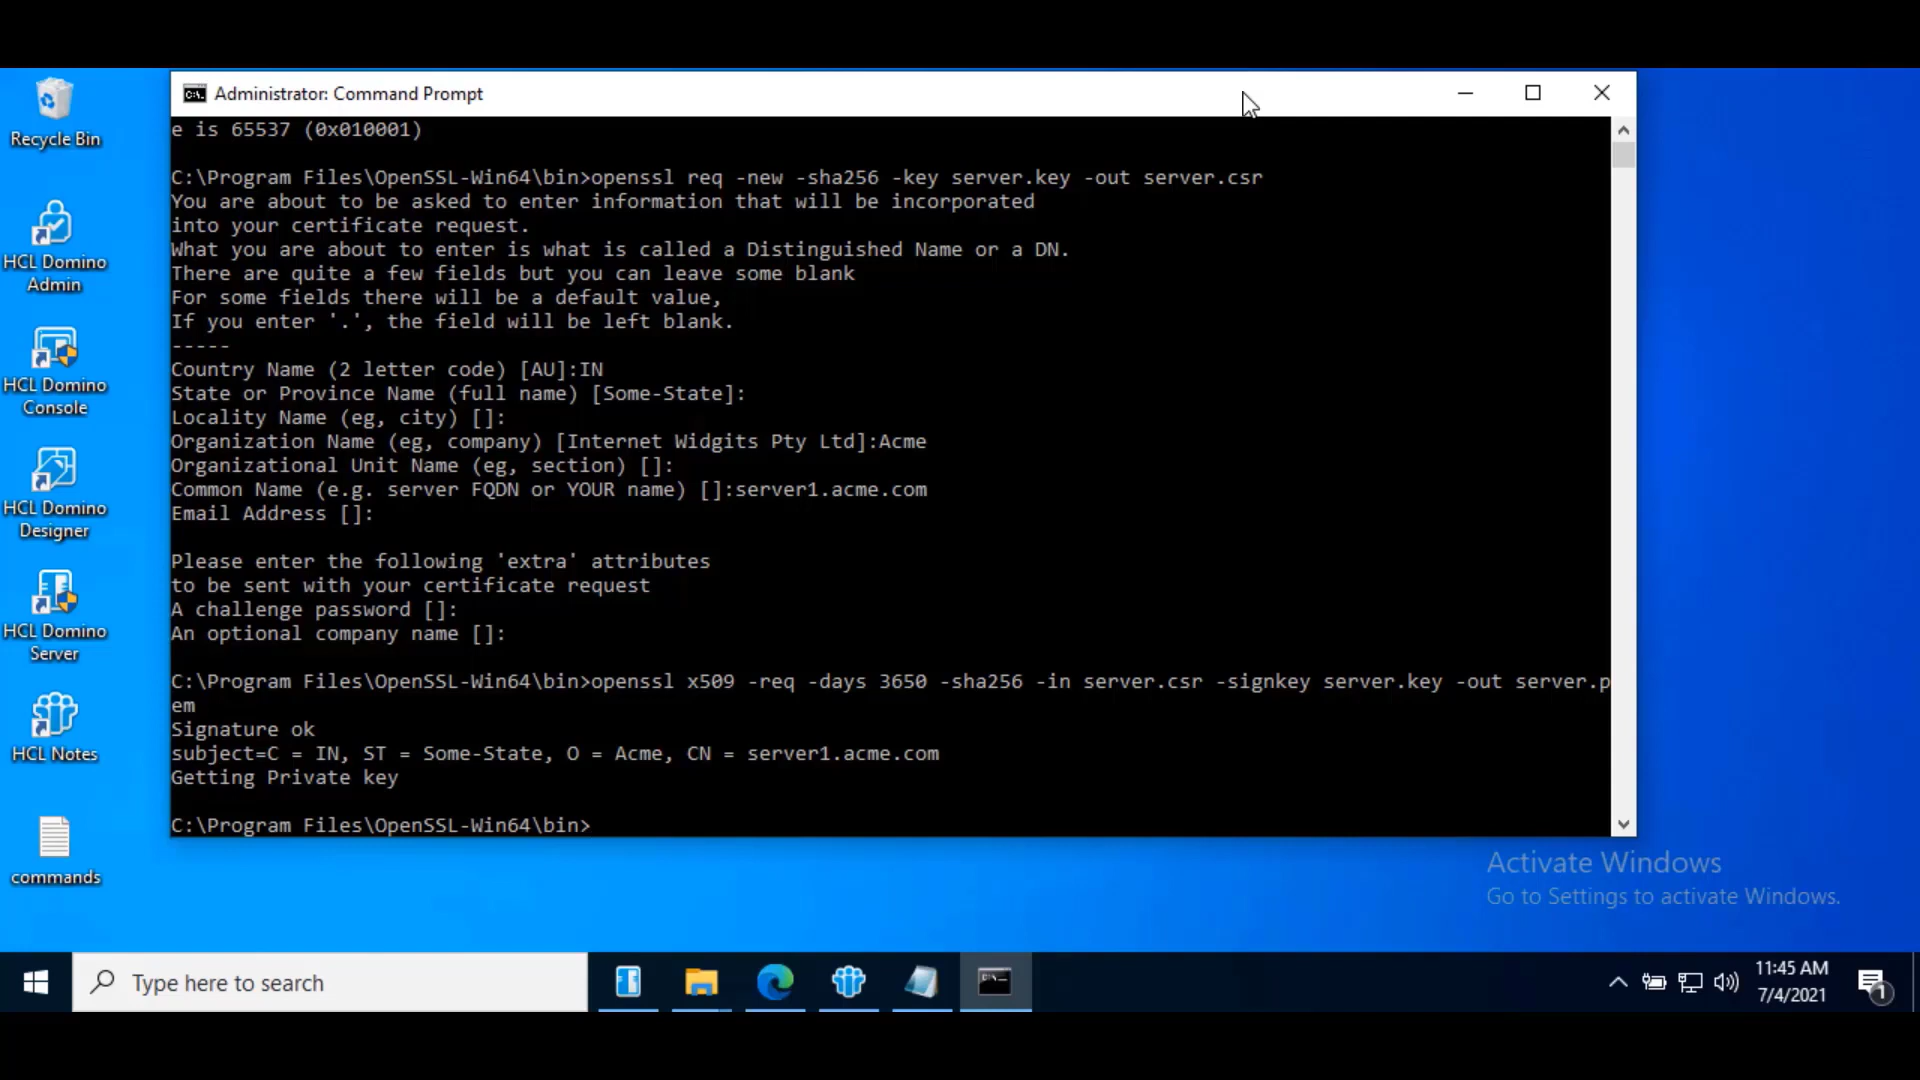 Administrator: Command Prompt
e is 65537 (0x010001)
C:\Program Files\OpenSSL-Win64\bin>openssl req -new -sha256 -key server.key -out server.csr
You are about to be asked to enter information that will be incorporated
into your certificate request.
What you are about to enter is what is called a Distinguished Name or a DN.
There are quite a few fields but you can leave some blank
For some fields there will be a default value,
If you enter '.', the field will be left blank.
-----
Country Name (2 letter code) [AU]:IN
State or Province Name (full name) [Some-State]:
Locality Name (eg, city) []:
Organization Name (eg, company) [Internet Widgits Pty Ltd]:Acme
Organizational Unit Name (eg, section) []:
Common Name (e.g. server FQDN or YOUR name) []:server1.acme.com
Email Address []:
Please enter the following 'extra' attributes
to be sent with your certificate request
A challenge password []:
An optional company name []:
C:\Program Files\OpenSSL-Win64\bin>openssl x509 -req -days 3650 -sha256 -in server.csr -signkey server.key -out server.p
em
Signature ok
subject=C = IN, ST = Some-State, O = Acme, CN = server1.acme.com
Getting Private key
C:\Program Files\OpenSSL-Win64\bin>
Recycle Bin
HCL Domino
Admin
HCL Domino
Console
HCL Domino
Designer
HCL Domino
Server
HCL Notes
commands
Activate Windows
Go to Settings to activate Windows.
Type here to search
11:45 AM
7/4/2021
1